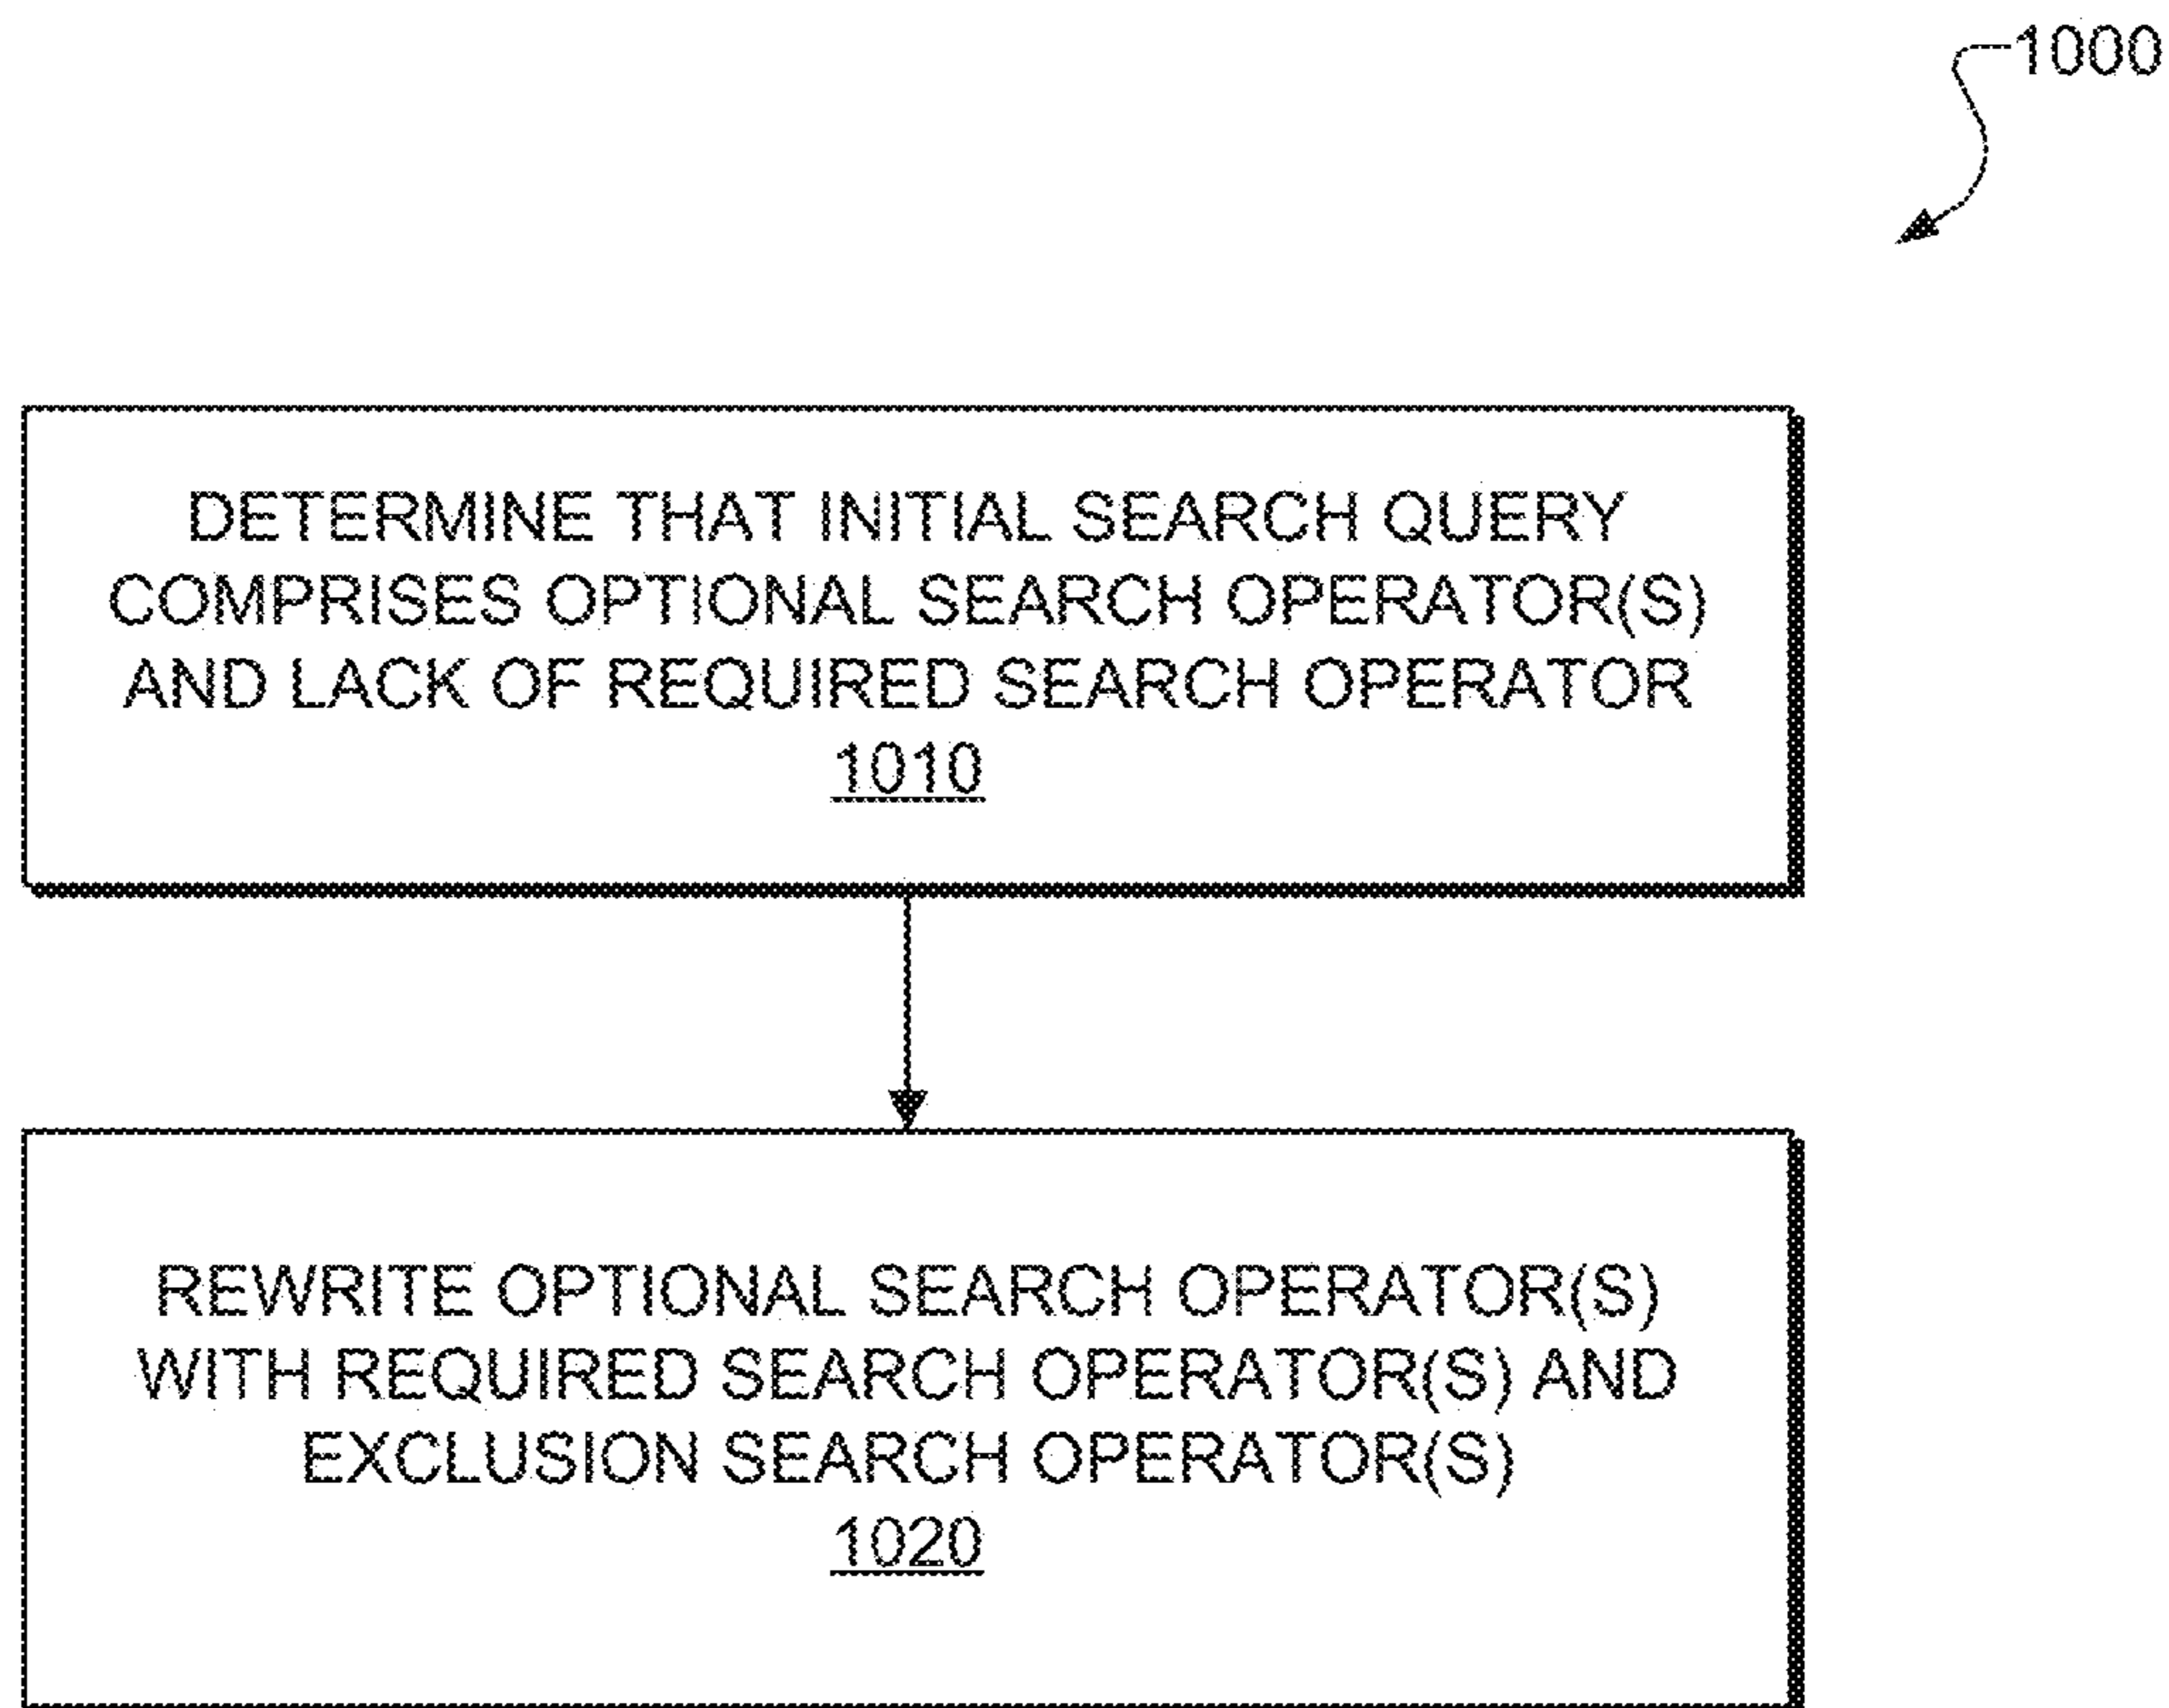 1000
DETERMINE THAT INITIAL SEARCH QUERY
COMPRISES OPTIONAL SEARCH OPERATOR(S)
AND LACK OF REQUIRED SEARCH OPERATOR
1010
REWRITE OPTIONAL SEARCH OPERATOR(S)
WITH REQUIRED SEARCH OPERATOR(S) AND
EXCLUSION SEARCH OPERATOR(S)
1020